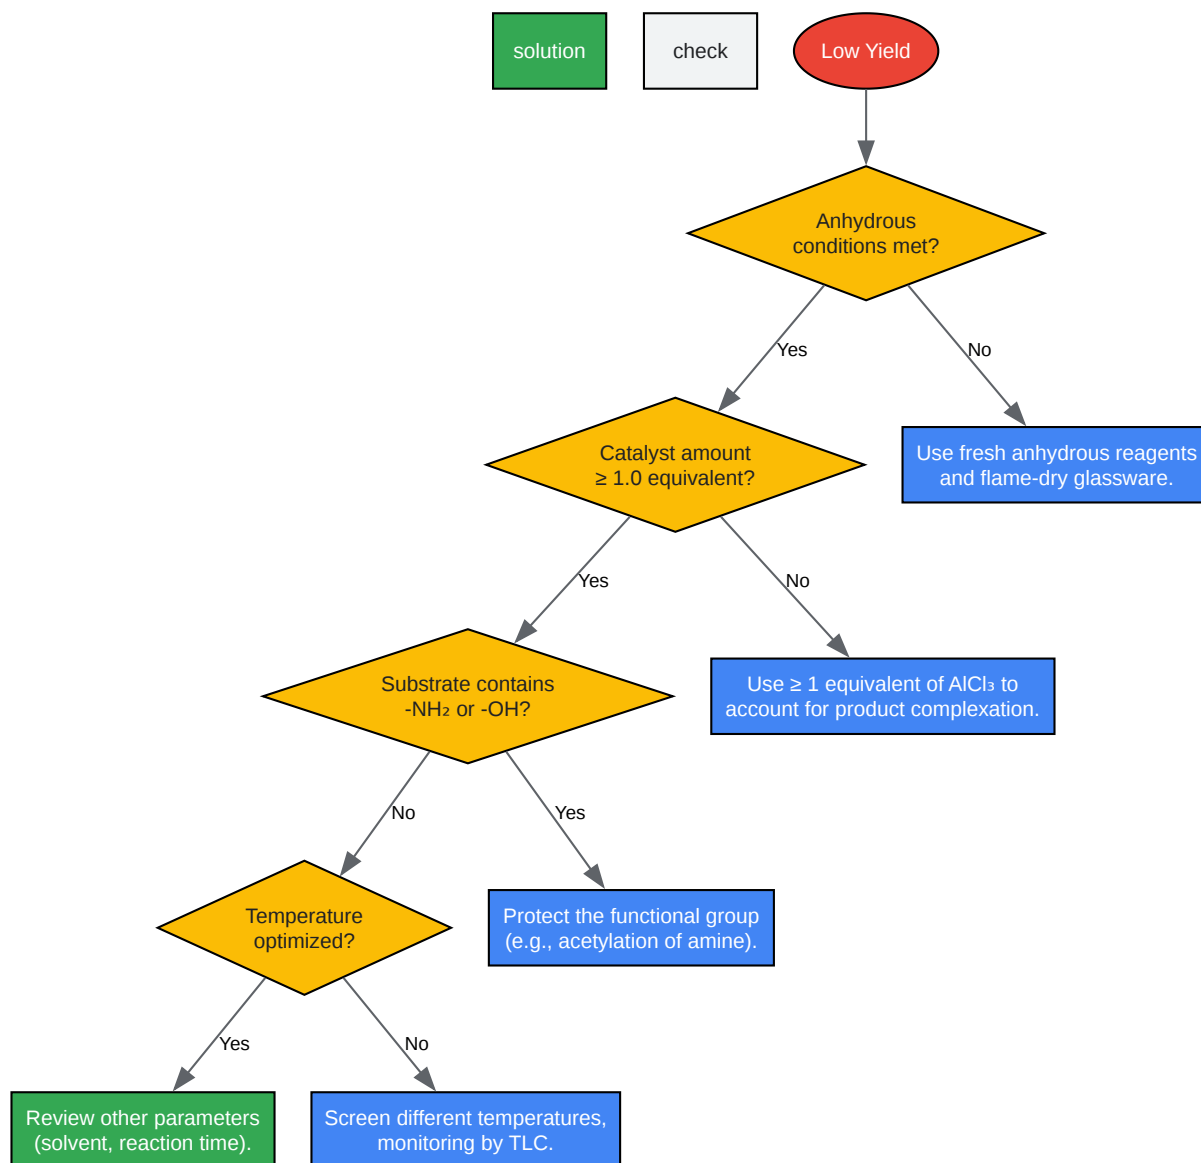 solution
check
Low Yield
Anhydrous
conditions met?
Yes
No
Catalyst amount
≥ 1.0 equivalent?
Use fresh anhydrous reagents
and flame-dry glassware.
Yes
No
Substrate contains
-NH₂ or -OH?
Use ≥ 1 equivalent of AlCl₃ to
account for product complexation.
No
Yes
Temperature
optimized?
Protect the functional group
(e.g., acetylation of amine).
Yes
No
Review other parameters
(solvent, reaction time).
Screen different temperatures,
monitoring by TLC.